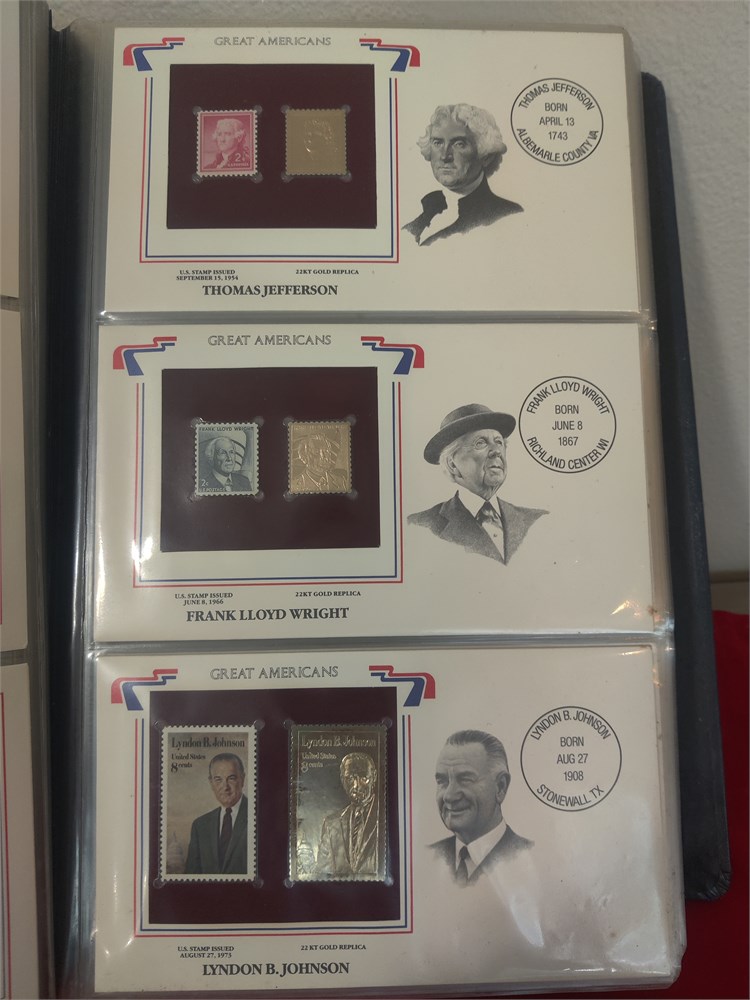 GREAT AMERICANS
2¢
THOMAS JEFFERSON
BORN
APRIL 13
1743
ALBEMARLE COUNTY VA
U.S. STAMP ISSUED
SEPTEMBER 15, 1954
22KT GOLD REPLICA
THOMAS JEFFERSON
GREAT AMERICANS
FRANK LLOYD WRIGHT
2¢
U.S. POSTAGE
FRANK LLOYD WRIGHT
BORN
JUNE 8
1867
RICHLAND CENTER WI
U.S. STAMP ISSUED
JUNE 8, 1966
22KT GOLD REPLICA
FRANK LLOYD WRIGHT
GREAT AMERICANS
Lyndon B. Johnson
United States
8 cents
Lyndon B. Johnson
United States
8 cents
LYNDON B. JOHNSON
BORN
AUG 27
1908
STONEWALL TX
U.S. STAMP ISSUED
AUGUST 27, 1973
22 KT GOLD REPLICA
LYNDON B. JOHNSON